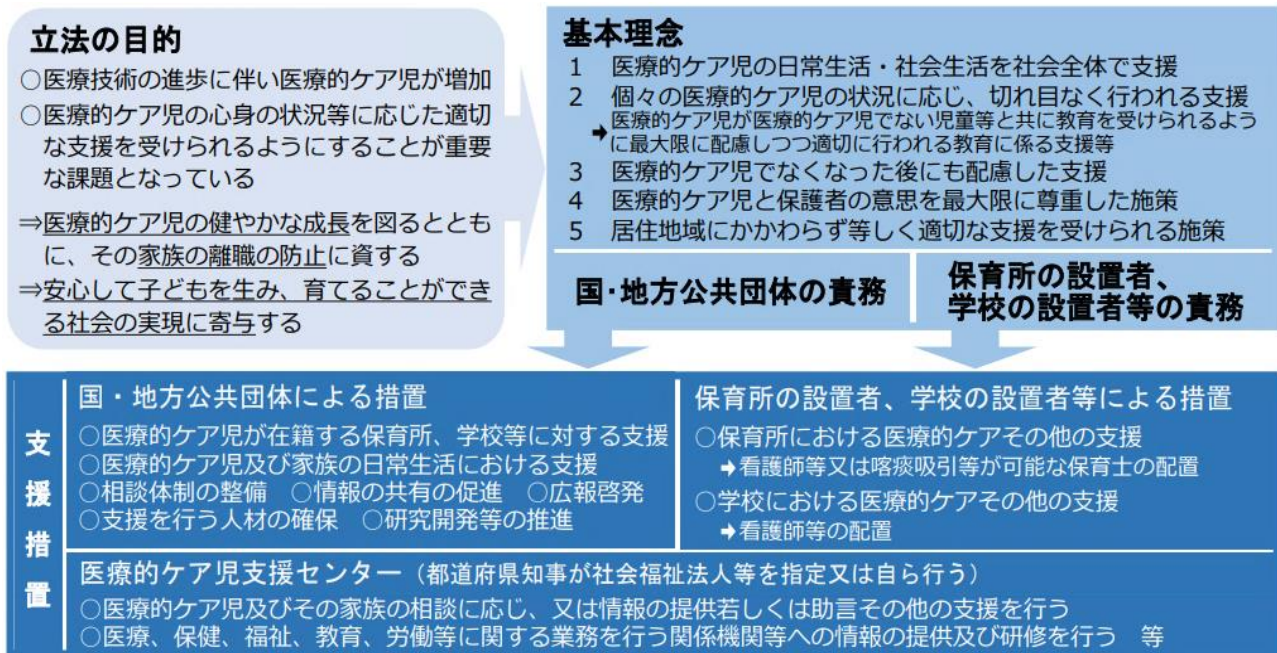 立法の目的
○医療技術の進歩に伴い医療的ケア児が増加
○医療的ケア児の心身の状況等に応じた適切
な支援を受けられるようにすることが重要
な課題となっている
⇒医療的ケア児の健やかな成長を図るととも
に、その家族の離職の防止に資する
⇒安心して子どもを生み、育てることができ
る社会の実現に寄与する
基本理念
1 医療的ケア児の日常生活・社会生活を社会全体で支援
2 個々の医療的ケア児の状況に応じ、切れ目なく行われる支援
➜医療的ケア児が医療的ケア児でない児童等と共に教育を受けられるよう
に最大限に配慮しつつ適切に行われる教育に係る支援等
3 医療的ケア児でなくなった後にも配慮した支援
4 医療的ケア児と保護者の意思を最大限に尊重した施策
5 居住地域にかかわらず等しく適切な支援を受けられる施策
国・地方公共団体の責務
保育所の設置者、
学校の設置者等の責務
支援措置
国・地方公共団体による措置
○医療的ケア児が在籍する保育所、学校等に対する支援
○医療的ケア児及び家族の日常生活における支援
○相談体制の整備 ○情報の共有の促進 ○広報啓発
○支援を行う人材の確保 ○研究開発等の推進
保育所の設置者、学校の設置者等による措置
○保育所における医療的ケアその他の支援
➜看護師等又は喀痰吸引等が可能な保育士の配置
○学校における医療的ケアその他の支援
➜看護師等の配置
医療的ケア児支援センター（都道府県知事が社会福祉法人等を指定又は自ら行う）
○医療的ケア児及びその家族の相談に応じ、又は情報の提供若しくは助言その他の支援を行う
○医療、保健、福祉、教育、労働等に関する業務を行う関係機関等への情報の提供及び研修を行う 等